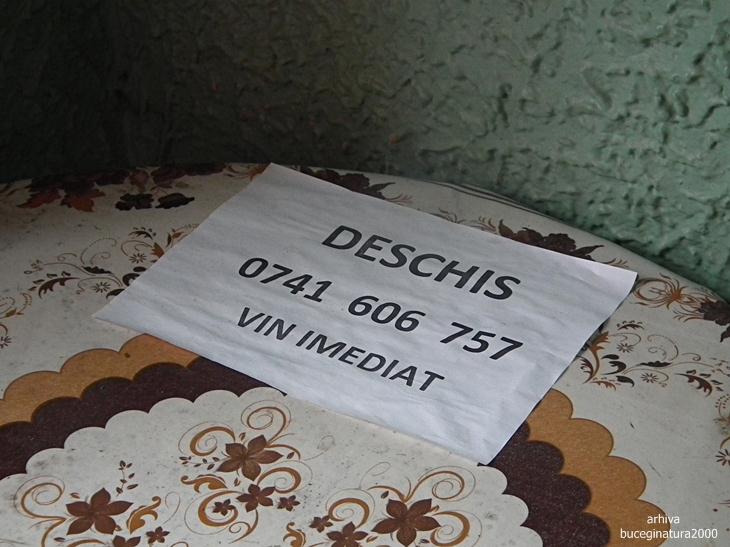 DESCHIS
0741 606 757
VIN IMEDIAT
arhiva
buceginatura2000